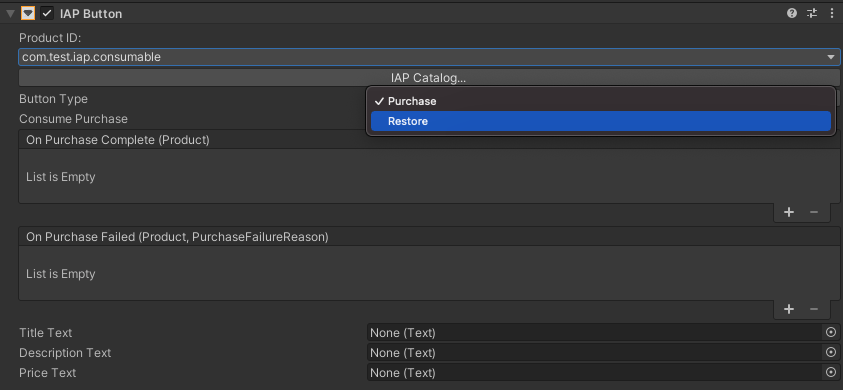 IAP Button
Product ID:
com.test.iap.consumable
IAP Catalog...
Button Type
Purchase
Restore
Consume Purchase
On Purchase Complete (Product)
List is Empty
+ −
On Purchase Failed (Product, PurchaseFailureReason)
List is Empty
+ −
Title Text None (Text)
Description Text None (Text)
Price Text None (Text)